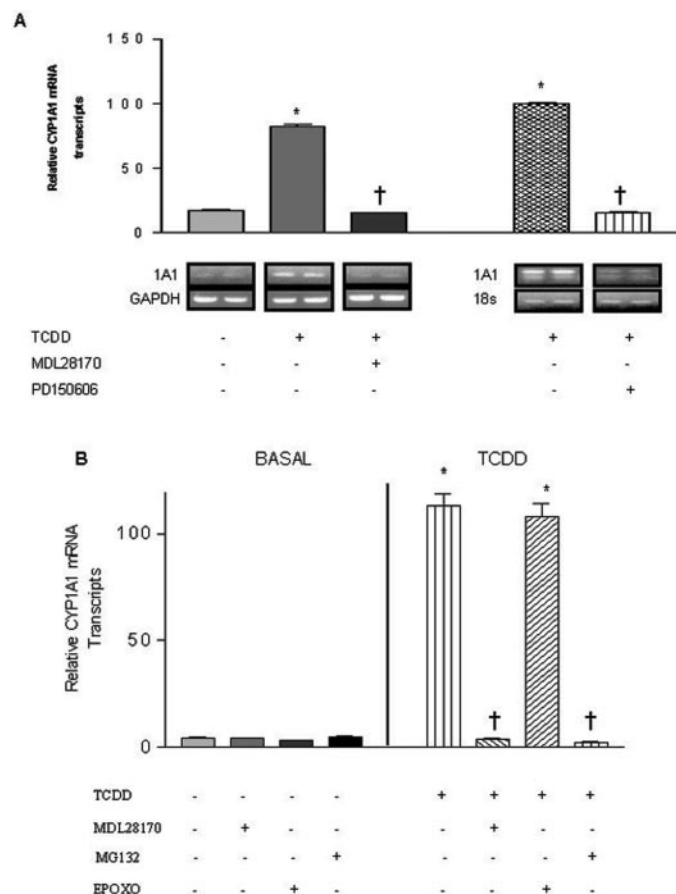 A
Relative CYP1A1 mRNA
transcripts
150
100
50
0
*
†
*
†
1A1
GAPDH
1A1
18s
TCDD - + + + +
MDL28170 - - + - -
PD150606 - - - - +
B
BASAL
TCDD
Relative CYP1A1 mRNA
Transcripts
100
50
0
*
†
*
†
TCDD - - - - + + + +
MDL28170 - + - - - + - -
MG132 - - - + - - - +
EPOXO - - + - - - + -